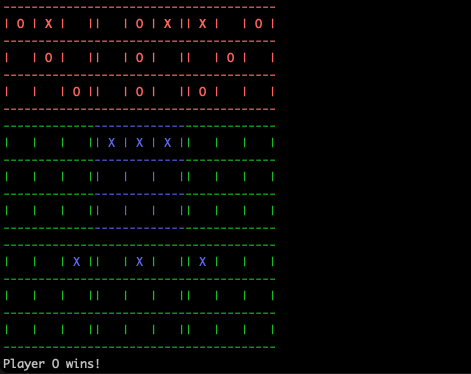 | O | X |   ||   | O | X || X |   | O |
|   | O |   ||   | O |   ||   | O |   |
|   |   | O ||   | O |   || O |   |   |
|   |   |   || X | X | X ||   |   |   |
|   |   |   ||   |   |   ||   |   |   |
|   |   |   ||   |   |   ||   |   |   |
|   |   | X ||   | X |   || X |   |   |
|   |   |   ||   |   |   ||   |   |   |
|   |   |   ||   |   |   ||   |   |   |
Player O wins!